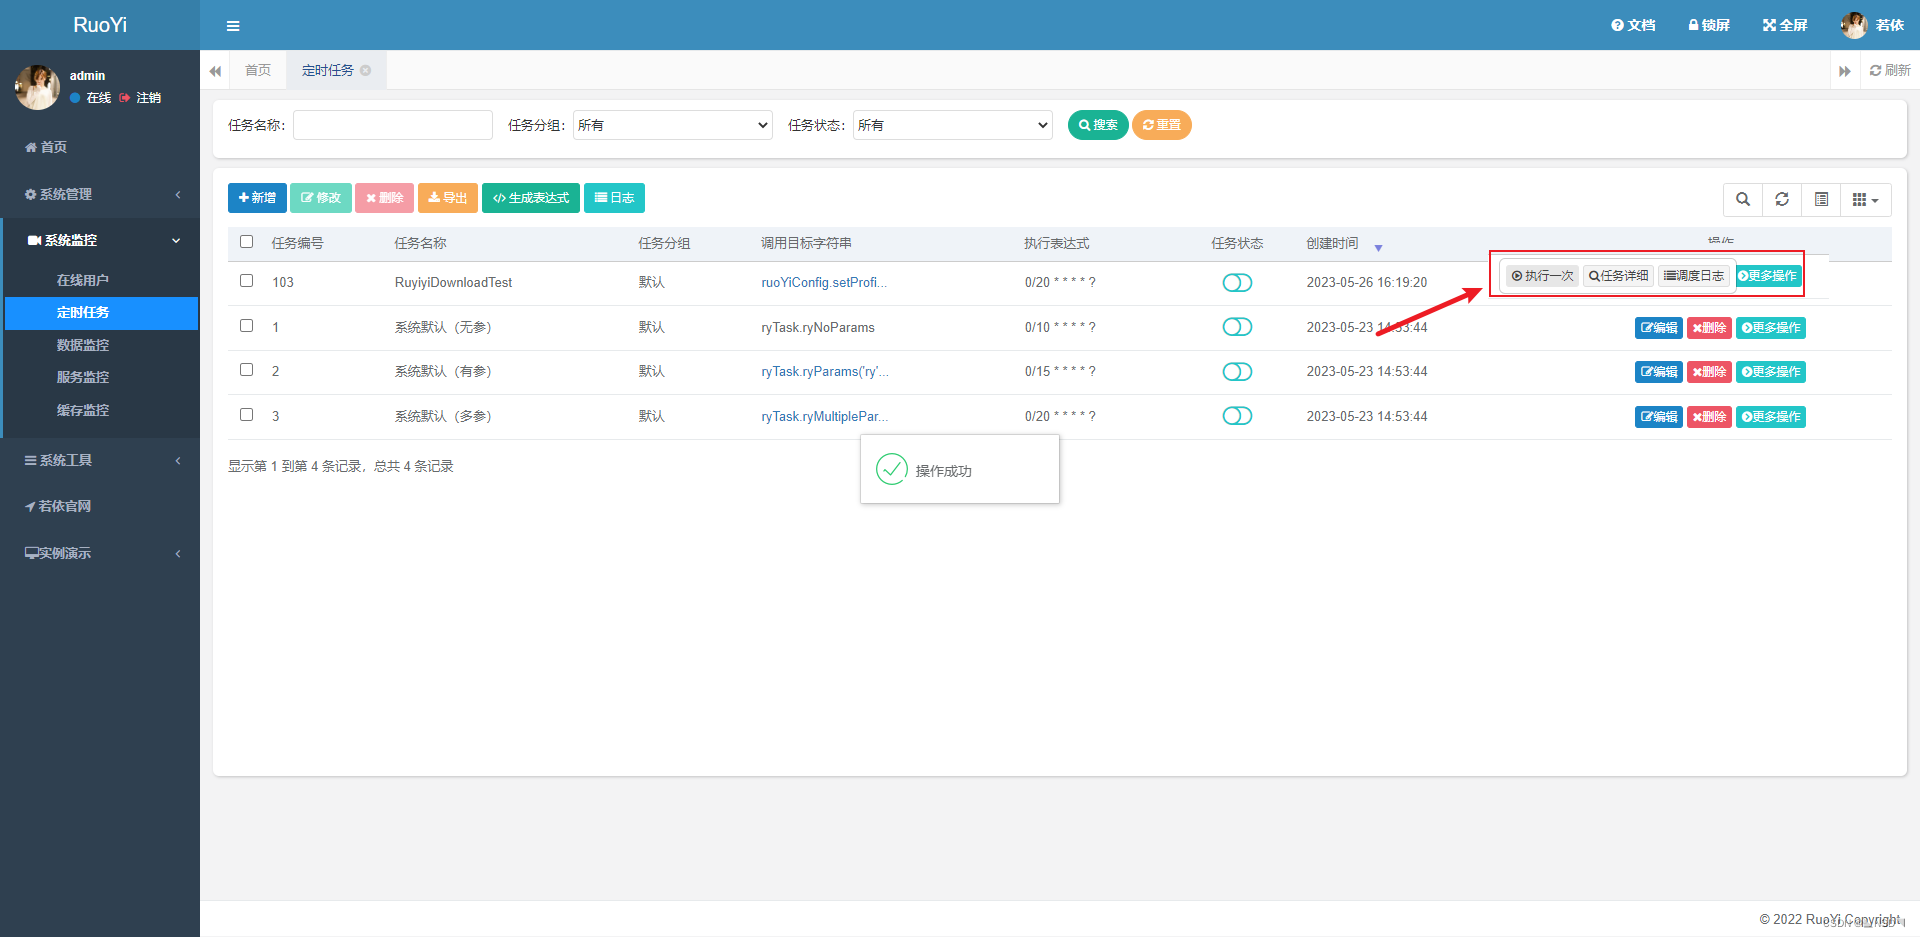 RuoYi
文档 锁屏 全屏 若依
admin
在线 注销
首页 定时任务 刷新
任务名称： 任务分组： 所有 任务状态： 所有 搜索 重置
首页
系统管理
系统监控
在线用户
定时任务
数据监控
服务监控
缓存监控
系统工具
若依官网
实例演示
新增 修改 删除 导出 生成表达式 日志
任务编号 任务名称 任务分组 调用目标字符串 执行表达式 任务状态 创建时间 操作
103 RuyiyiDownloadTest 默认 ruoYiConfig.setProfi... 0/20 * * * * ? 2023-05-26 16:19:20 执行一次 任务详细 调度日志 更多操作
1 系统默认（无参） 默认 ryTask.ryNoParams 0/10 * * * * ? 2023-05-23 14:53:44 编辑 删除 更多操作
2 系统默认（有参） 默认 ryTask.ryParams('ry'... 0/15 * * * * ? 2023-05-23 14:53:44 编辑 删除 更多操作
3 系统默认（多参） 默认 ryTask.ryMultiplePar... 0/20 * * * * ? 2023-05-23 14:53:44 编辑 删除 更多操作
显示第 1 到第 4 条记录，总共 4 条记录
操作成功
© 2022 RuoYi Copyright